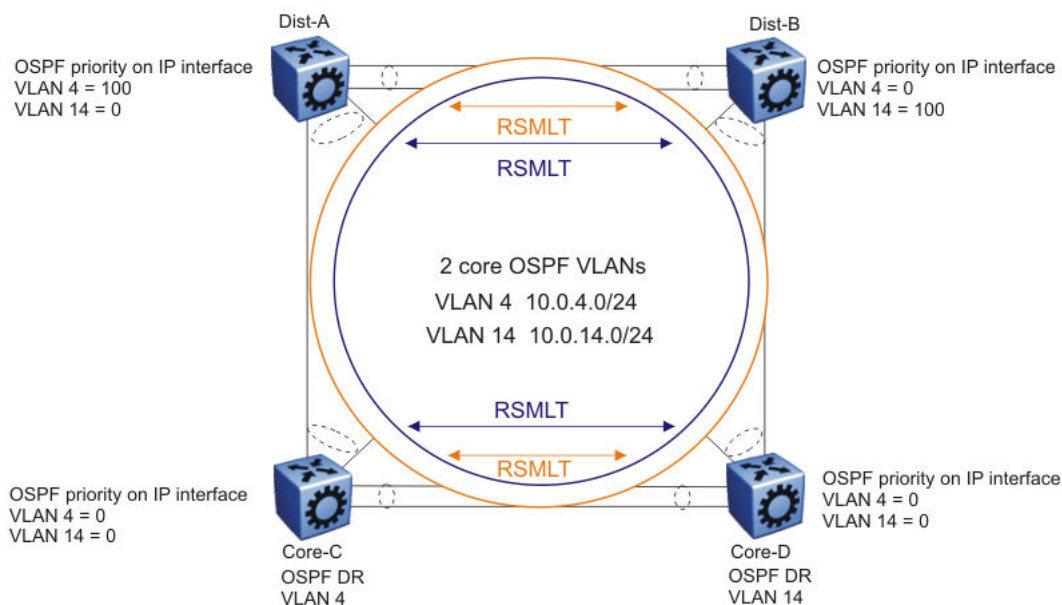 Dist-A
Dist-B
OSPF priority on IP interface
VLAN 4 = 100
VLAN 14 = 0
OSPF priority on IP interface
VLAN 4 = 0
VLAN 14 = 100
RSMLT
RSMLT
2 core OSPF VLANs
VLAN 4 10.0.4.0/24
VLAN 14 10.0.14.0/24
RSMLT
RSMLT
OSPF priority on IP interface
VLAN 4 = 0
VLAN 14 = 0
OSPF priority on IP interface
VLAN 4 = 0
VLAN 14 = 0
Core-C
OSPF DR
VLAN 4
Core-D
OSPF DR
VLAN 14